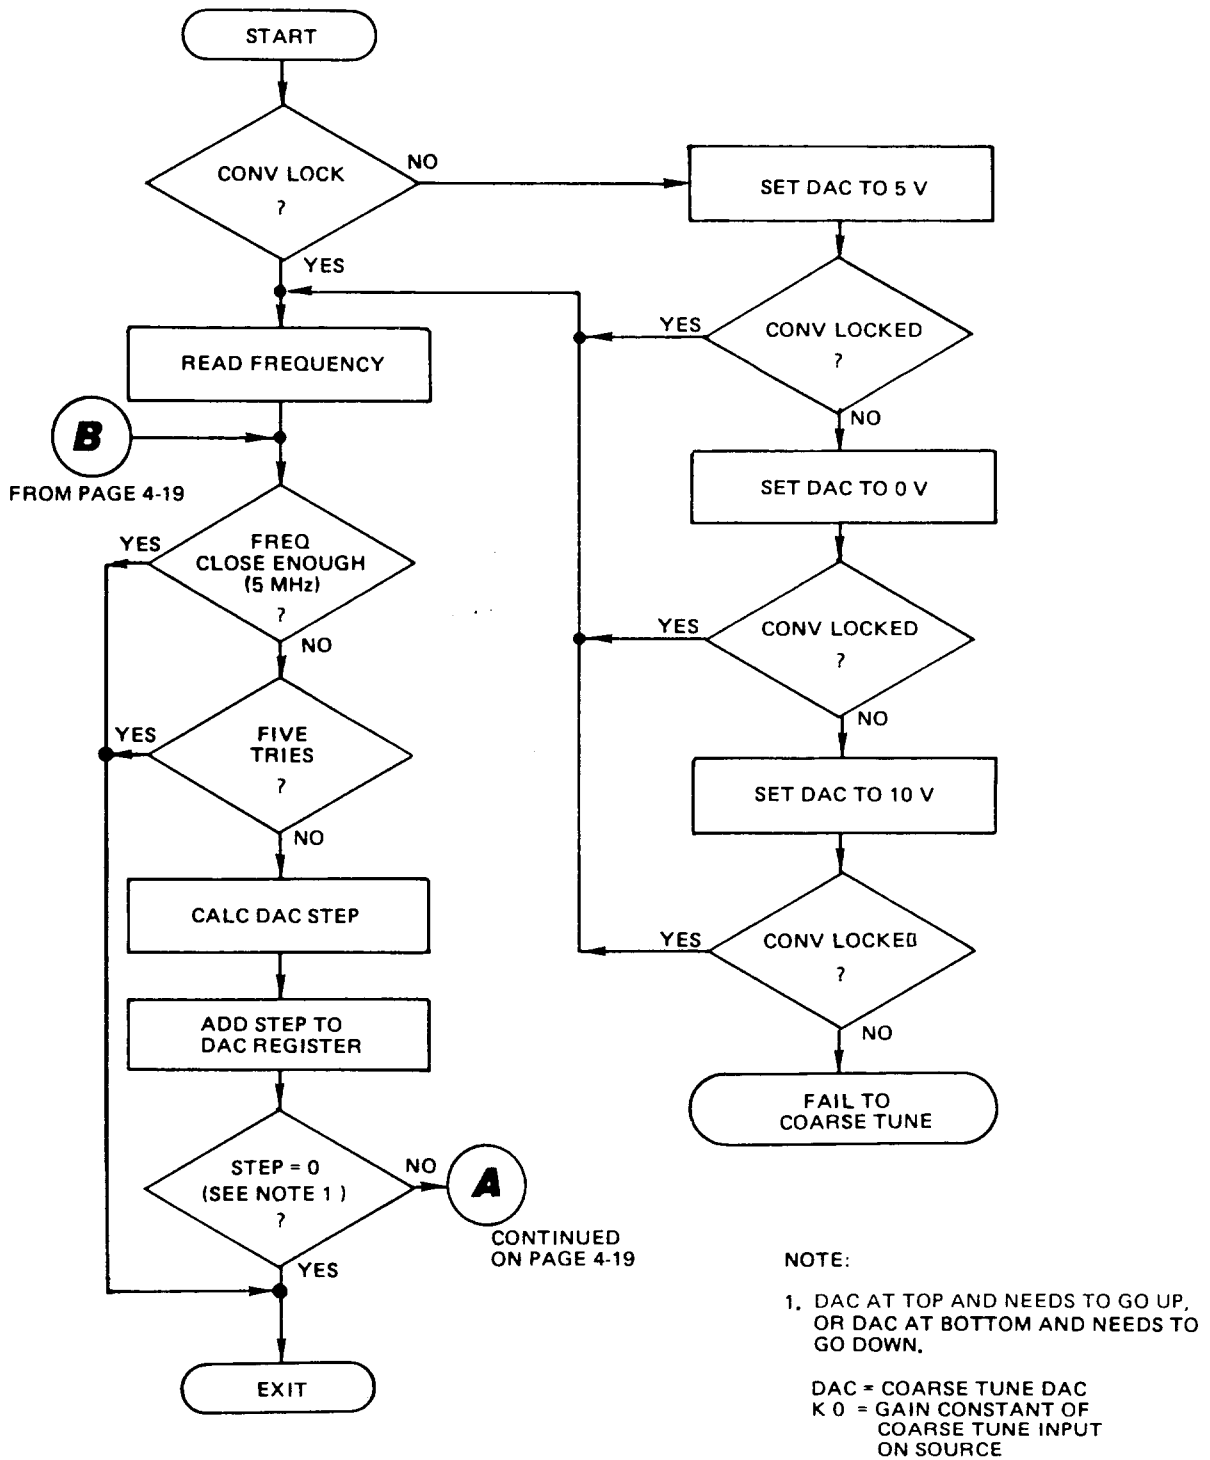 START
CONV LOCK
?
NO
YES
SET DAC TO 5 V
CONV LOCKED
?
YES
NO
READ FREQUENCY
B
FROM PAGE 4-19
SET DAC TO 0 V
FREQ
CLOSE ENOUGH
(5 MHz)
?
YES
NO
CONV LOCKED
?
YES
NO
FIVE
TRIES
?
YES
NO
SET DAC TO 10 V
CALC DAC STEP
CONV LOCKED
?
YES
NO
ADD STEP TO
DAC REGISTER
FAIL TO
COARSE TUNE
STEP = 0
(SEE NOTE 1 )
?
NO
YES
A
CONTINUED
ON PAGE 4-19
EXIT
NOTE:
1. DAC AT TOP AND NEEDS TO GO UP,
OR DAC AT BOTTOM AND NEEDS TO
GO DOWN.
DAC = COARSE TUNE DAC
K 0 = GAIN CONSTANT OF
COARSE TUNE INPUT
ON SOURCE